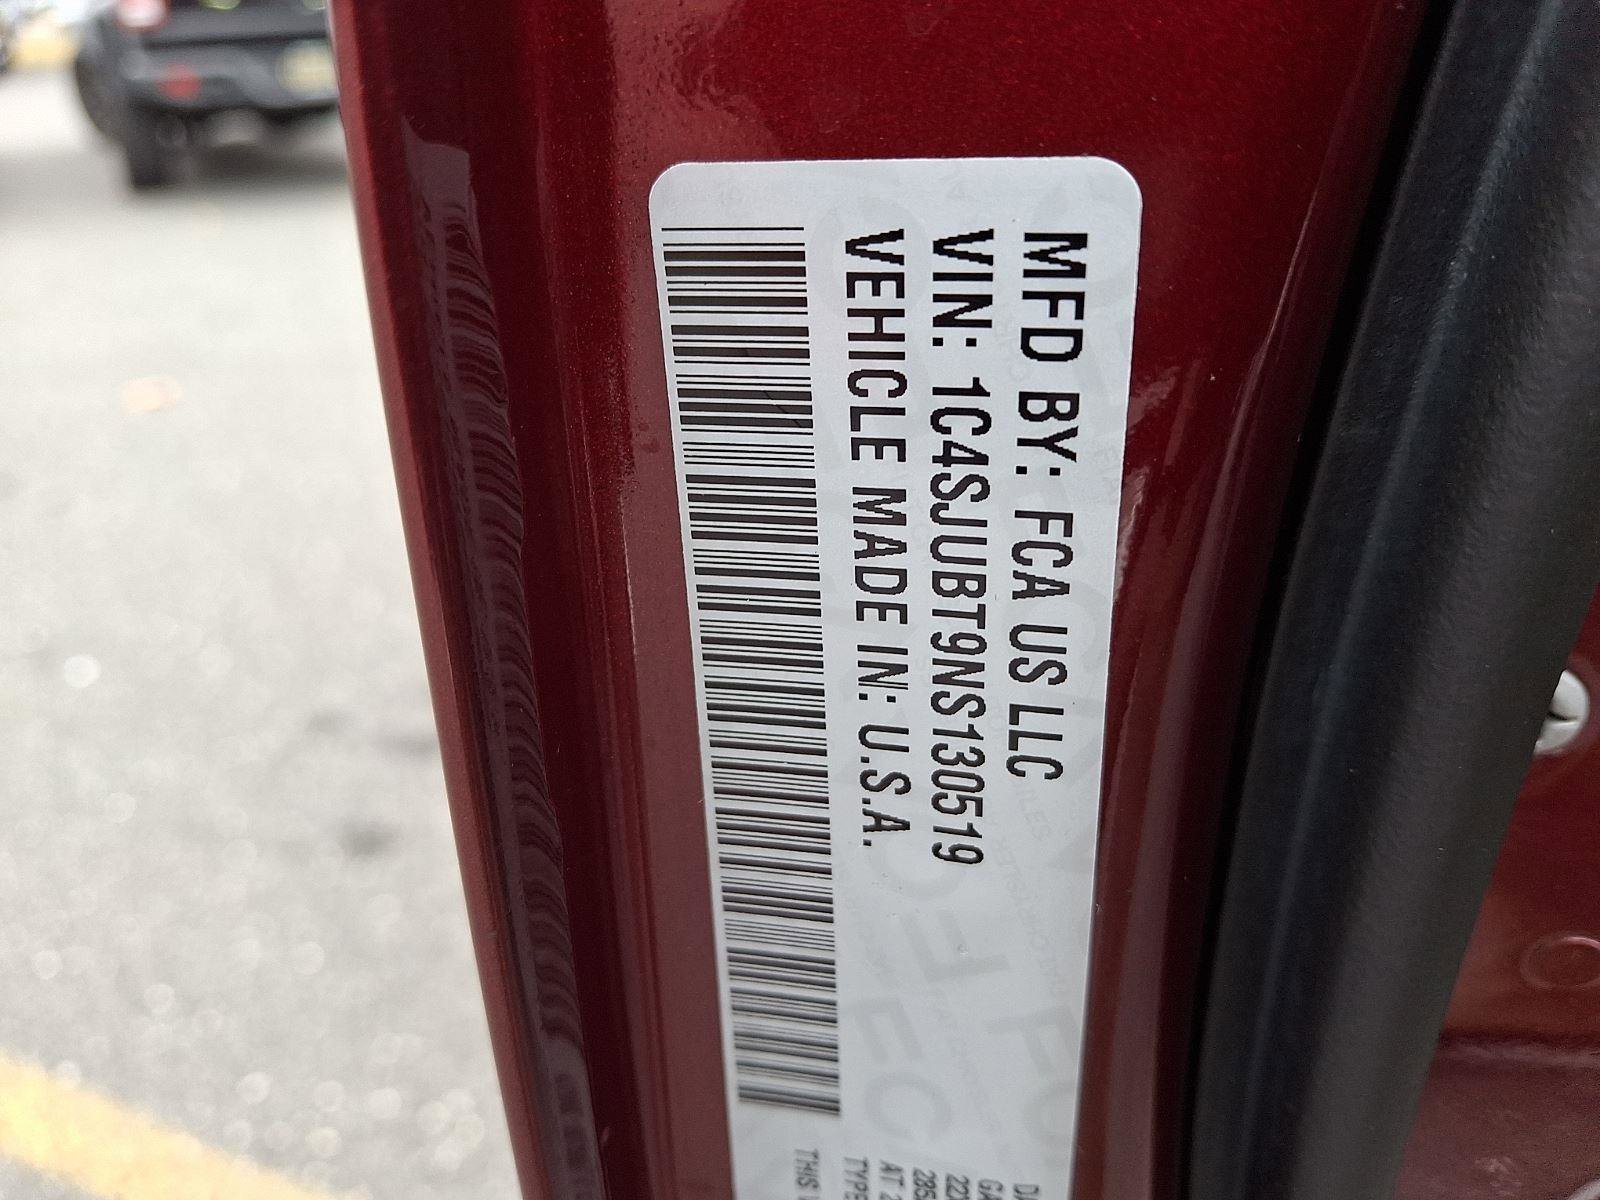 MFD BY: FCA US LLC
VIN: 1C4SJUBT9NS130519
VEHICLE MADE IN: U.S.A.